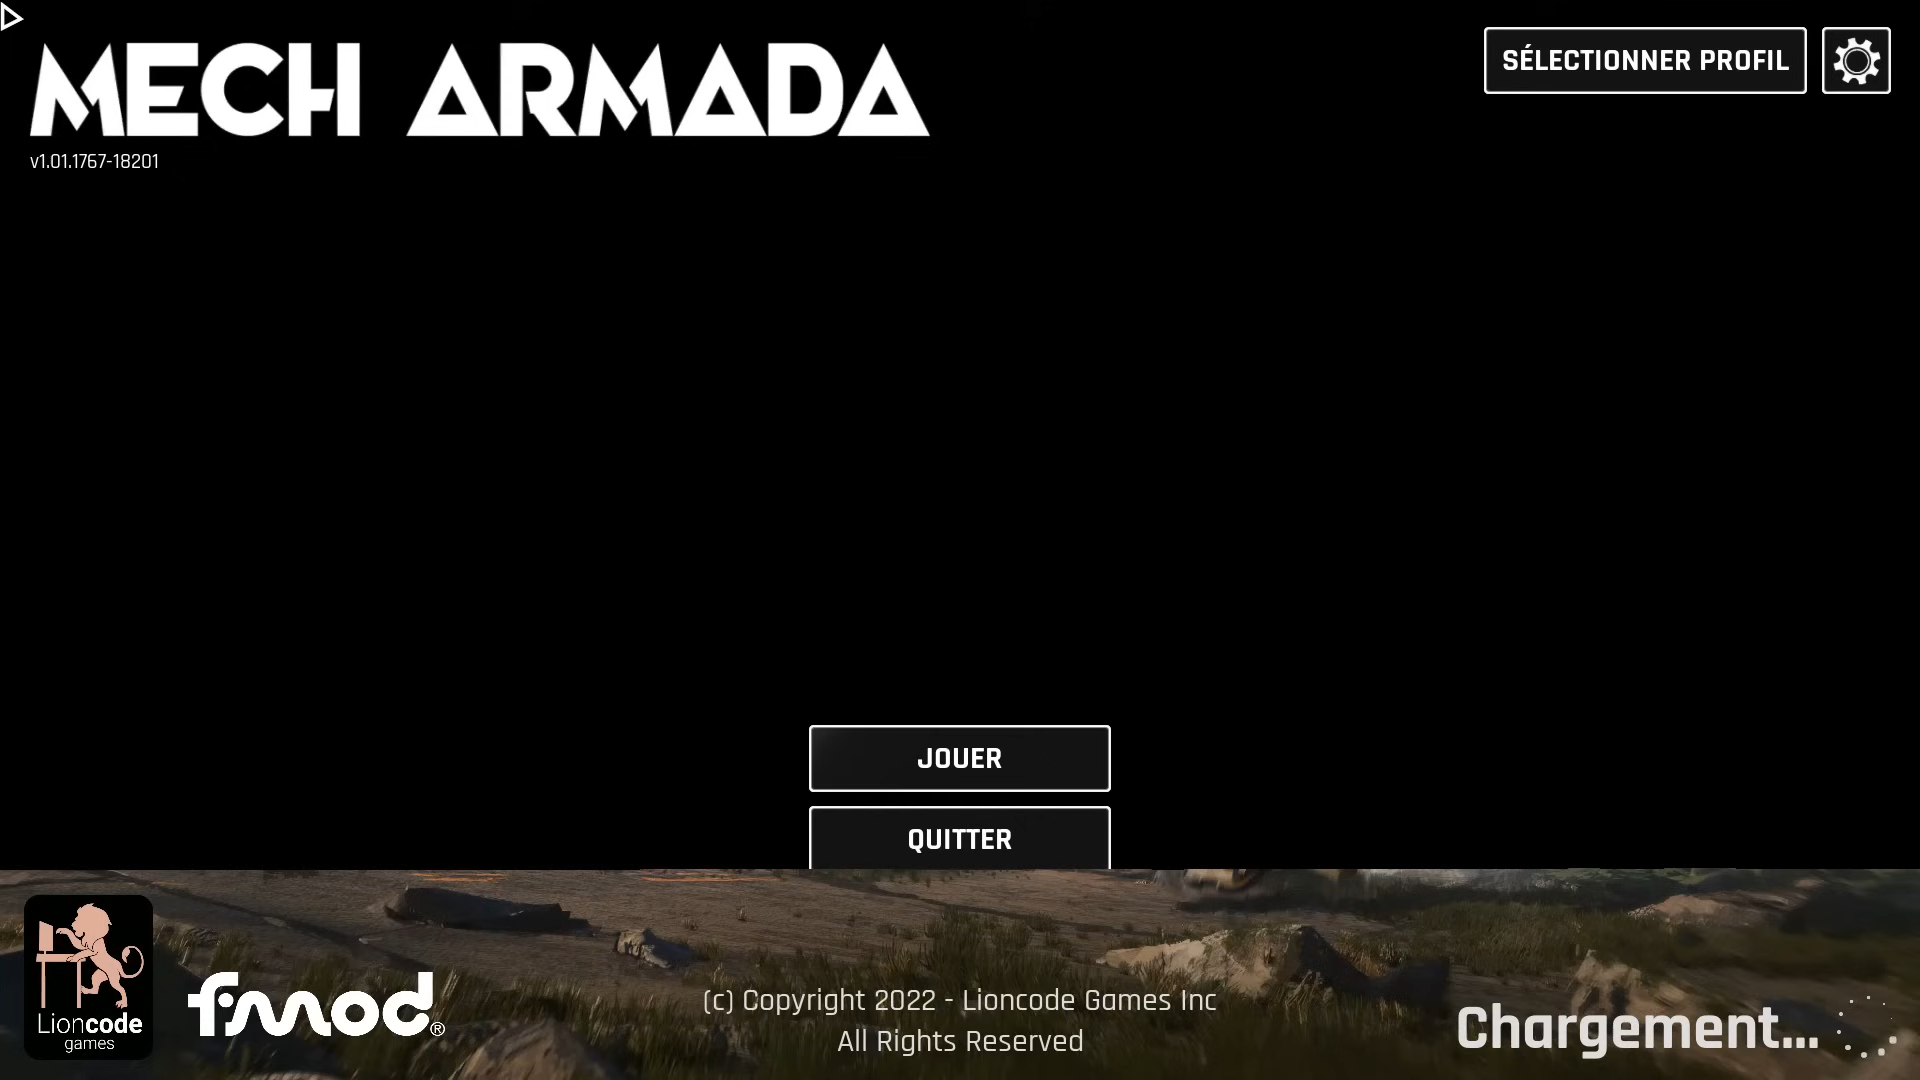 MECH ARMADA
v1.01.1767-18201
SÉLECTIONNER PROFIL
JOUER
QUITTER
Lioncode
games
fmod®
(c) Copyright 2022 - Lioncode Games Inc
All Rights Reserved
Chargement...